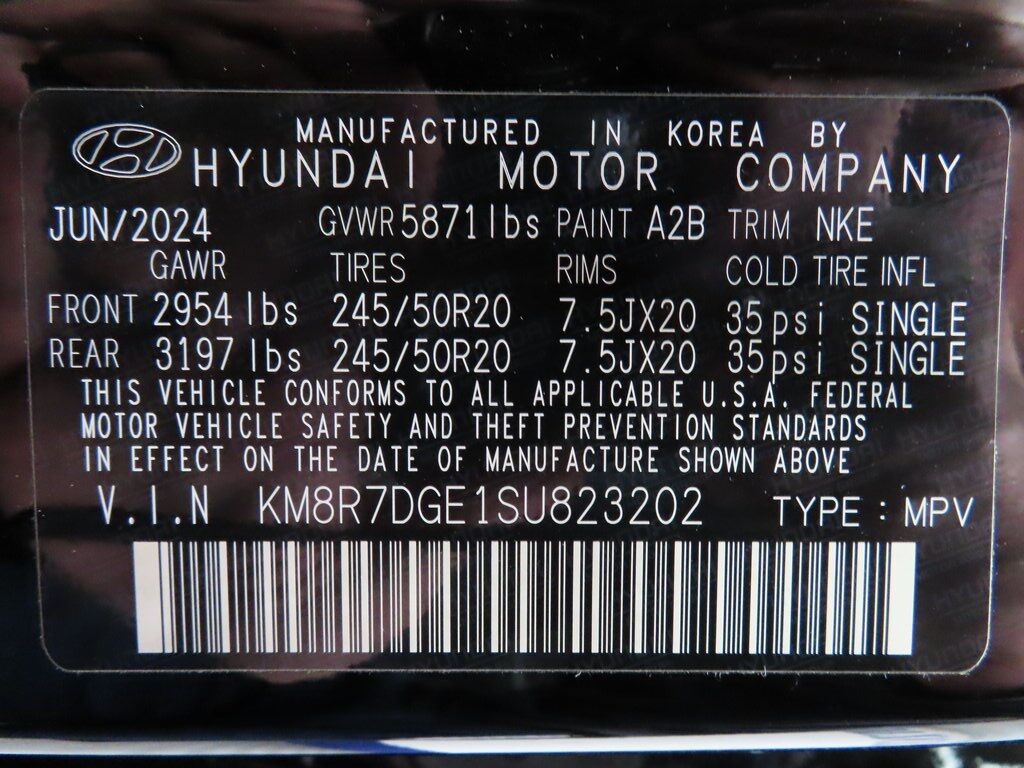 MANUFACTURED IN KOREA BY
HYUNDAI MOTOR COMPANY
JUN/2024 GVWR 5871 lbs PAINT A2B TRIM NKE
GAWR TIRES RIMS COLD TIRE INFL
FRONT 2954 lbs 245/50R20 7.5JX20 35psi SINGLE
REAR 3197 lbs 245/50R20 7.5JX20 35psi SINGLE
THIS VEHICLE CONFORMS TO ALL APPLICABLE U.S.A. FEDERAL
MOTOR VEHICLE SAFETY AND THEFT PREVENTION STANDARDS
IN EFFECT ON THE DATE OF MANUFACTURE SHOWN ABOVE
V.I.N KM8R7DGE1SU823202 TYPE : MPV